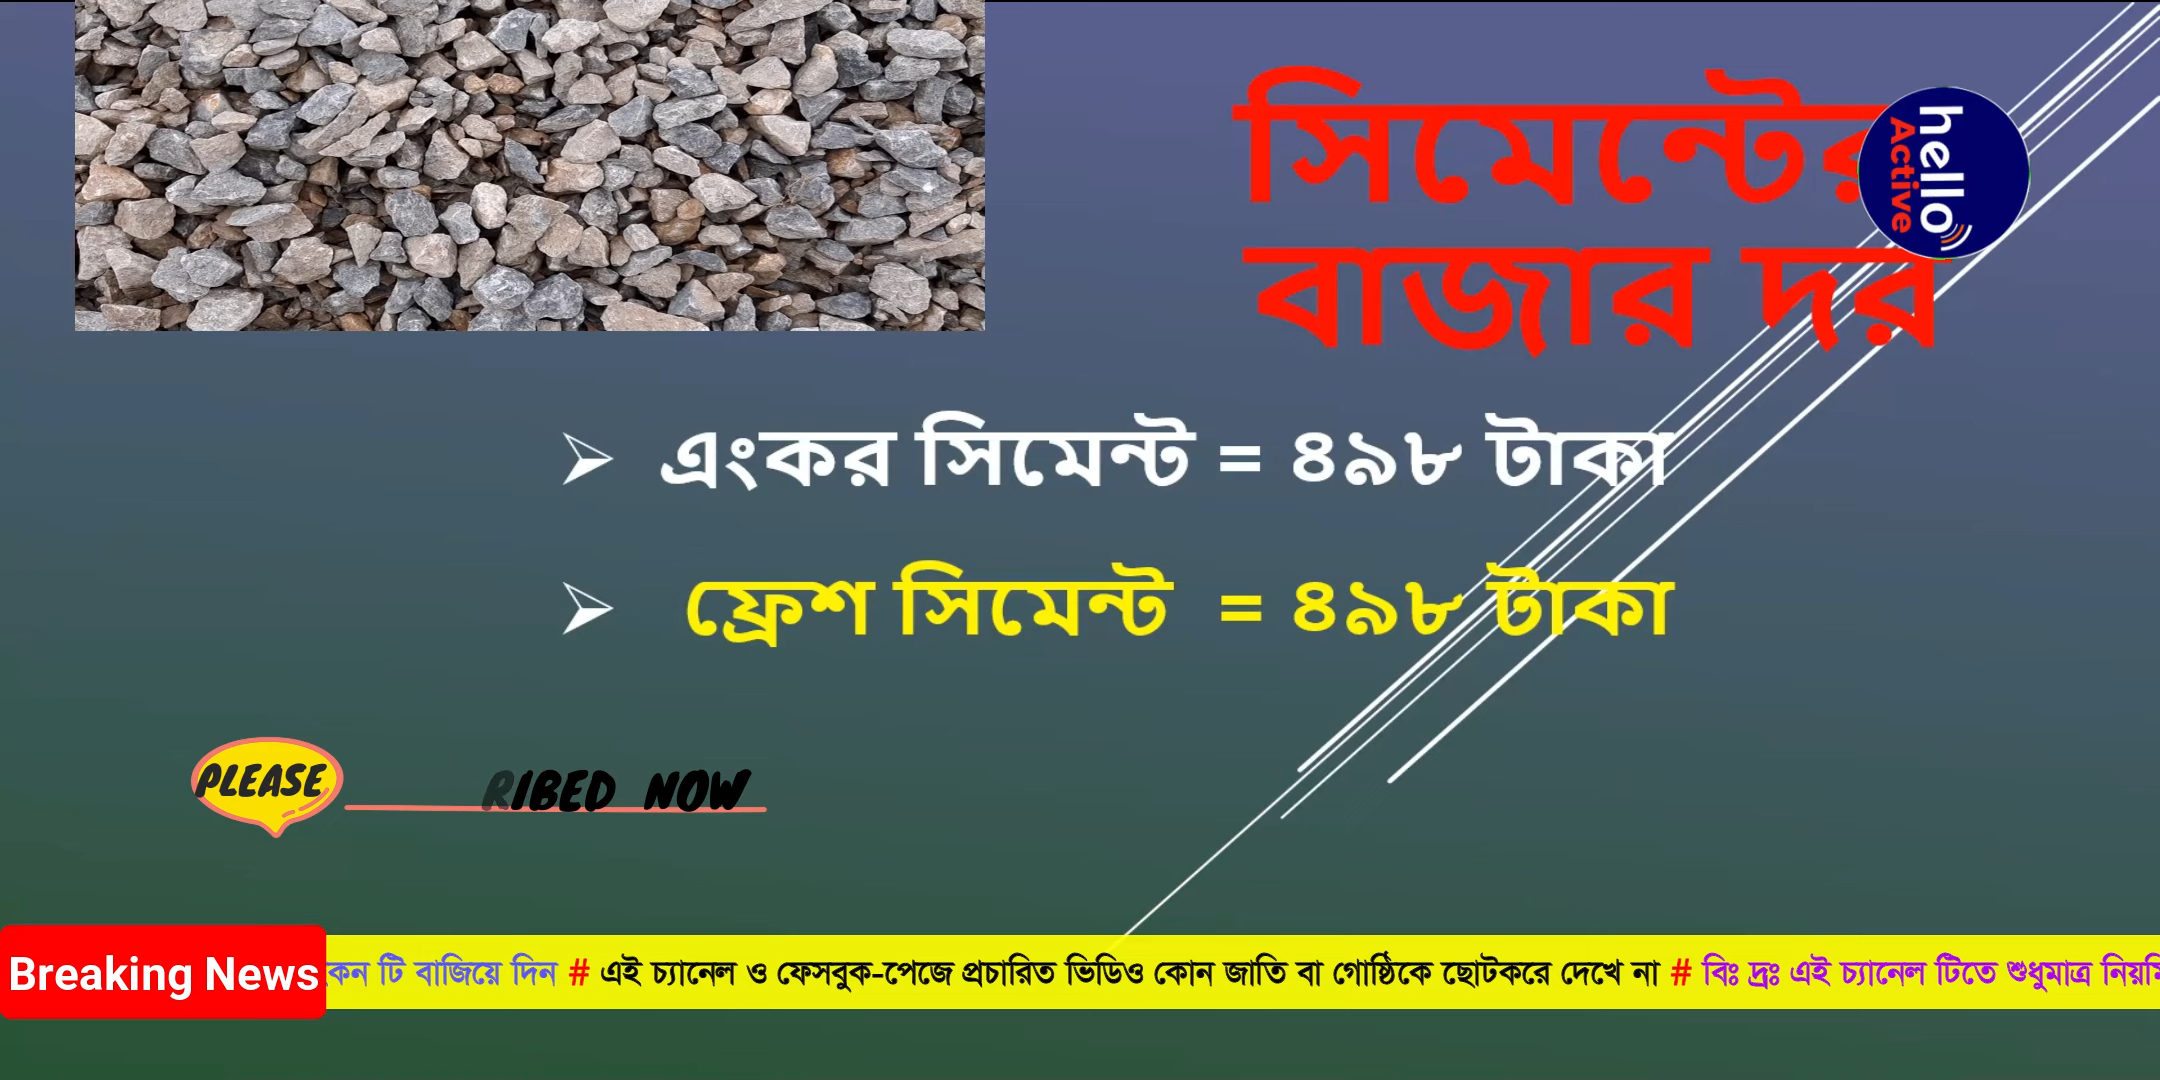 সিমেন্টের
বাজার দর
hello
Active
➢ এংকর সিমেন্ট = ৪৯৮ টাকা
➢ ফ্রেশ সিমেন্ট = ৪৯৮ টাকা
PLEASE
RIBED NOW
Breaking News
কেন টি বাজিয়ে দিন # এই চ্যানেল ও ফেসবুক-পেজে প্রচারিত ভিডিও কোন জাতি বা গোষ্ঠিকে ছোটকরে দেখে না # বিঃ দ্রঃ এই চ্যানেল টিতে শুধুমাত্র